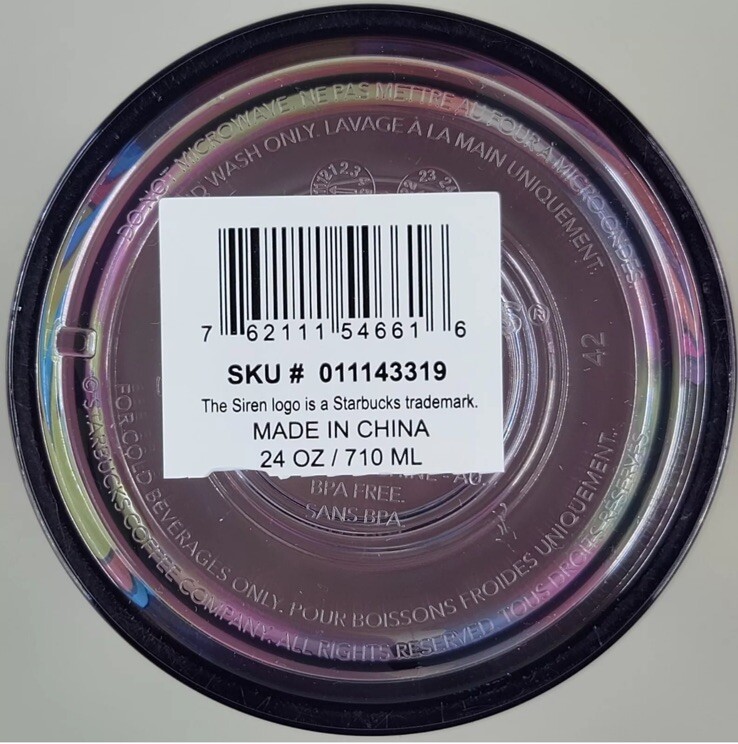 DO NOT MICROWAVE. NE PAS METTRE AU FOUR À MICRO-ONDES.
WASH ONLY. LAVAGE À LA MAIN UNIQUEMENT.
7 62111 54661 6
SKU # 011143319
The Siren logo is a Starbucks trademark.
MADE IN CHINA
24 OZ / 710 ML
42
BPA FREE.
SANS BPA.
FOR COLD BEVERAGES ONLY. POUR BOISSONS FROIDES UNIQUEMENT.
© STARBUCKS COFFEE COMPANY. ALL RIGHTS RESERVED. TOUS DROITS RÉSERVÉS.